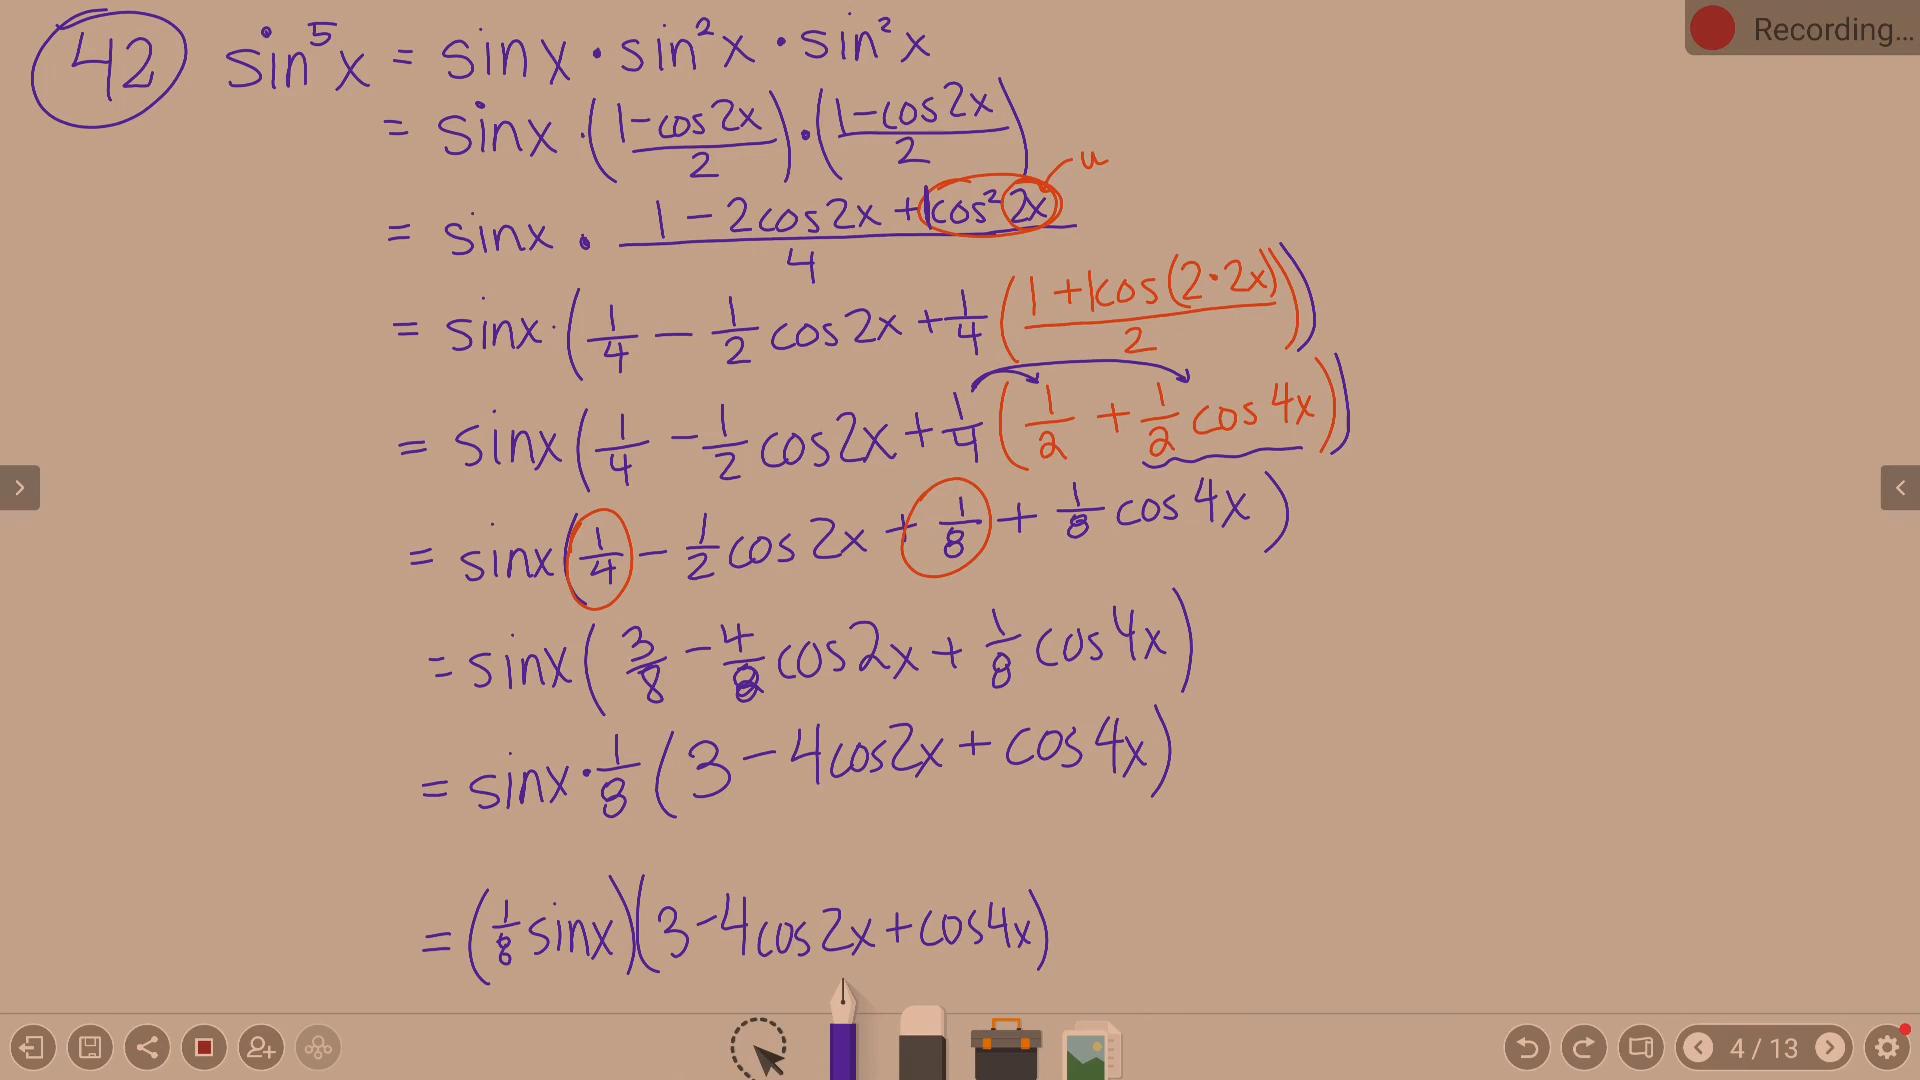 Recording...
42 sin⁵x = sinx · sin²x · sin²x
= sinx · ((1-cos2x)/2) · ((1-cos2x)/2)
u
= sinx · (1 - 2cos2x + cos²2x)/4
= sinx · (1/4 - 1/2 cos2x + 1/4 ((1+cos(2·2x))/2))
= sinx (1/4 - 1/2 cos2x + 1/4 (1/2 + 1/2 cos4x))
= sinx (1/4 - 1/2 cos2x + 1/8 + 1/8 cos4x)
= sinx (3/8 - 4/8 cos2x + 1/8 cos4x)
= sinx · 1/8 (3 - 4cos2x + cos4x)
= (1/8 sinx)(3 - 4cos2x + cos4x)
4 / 13